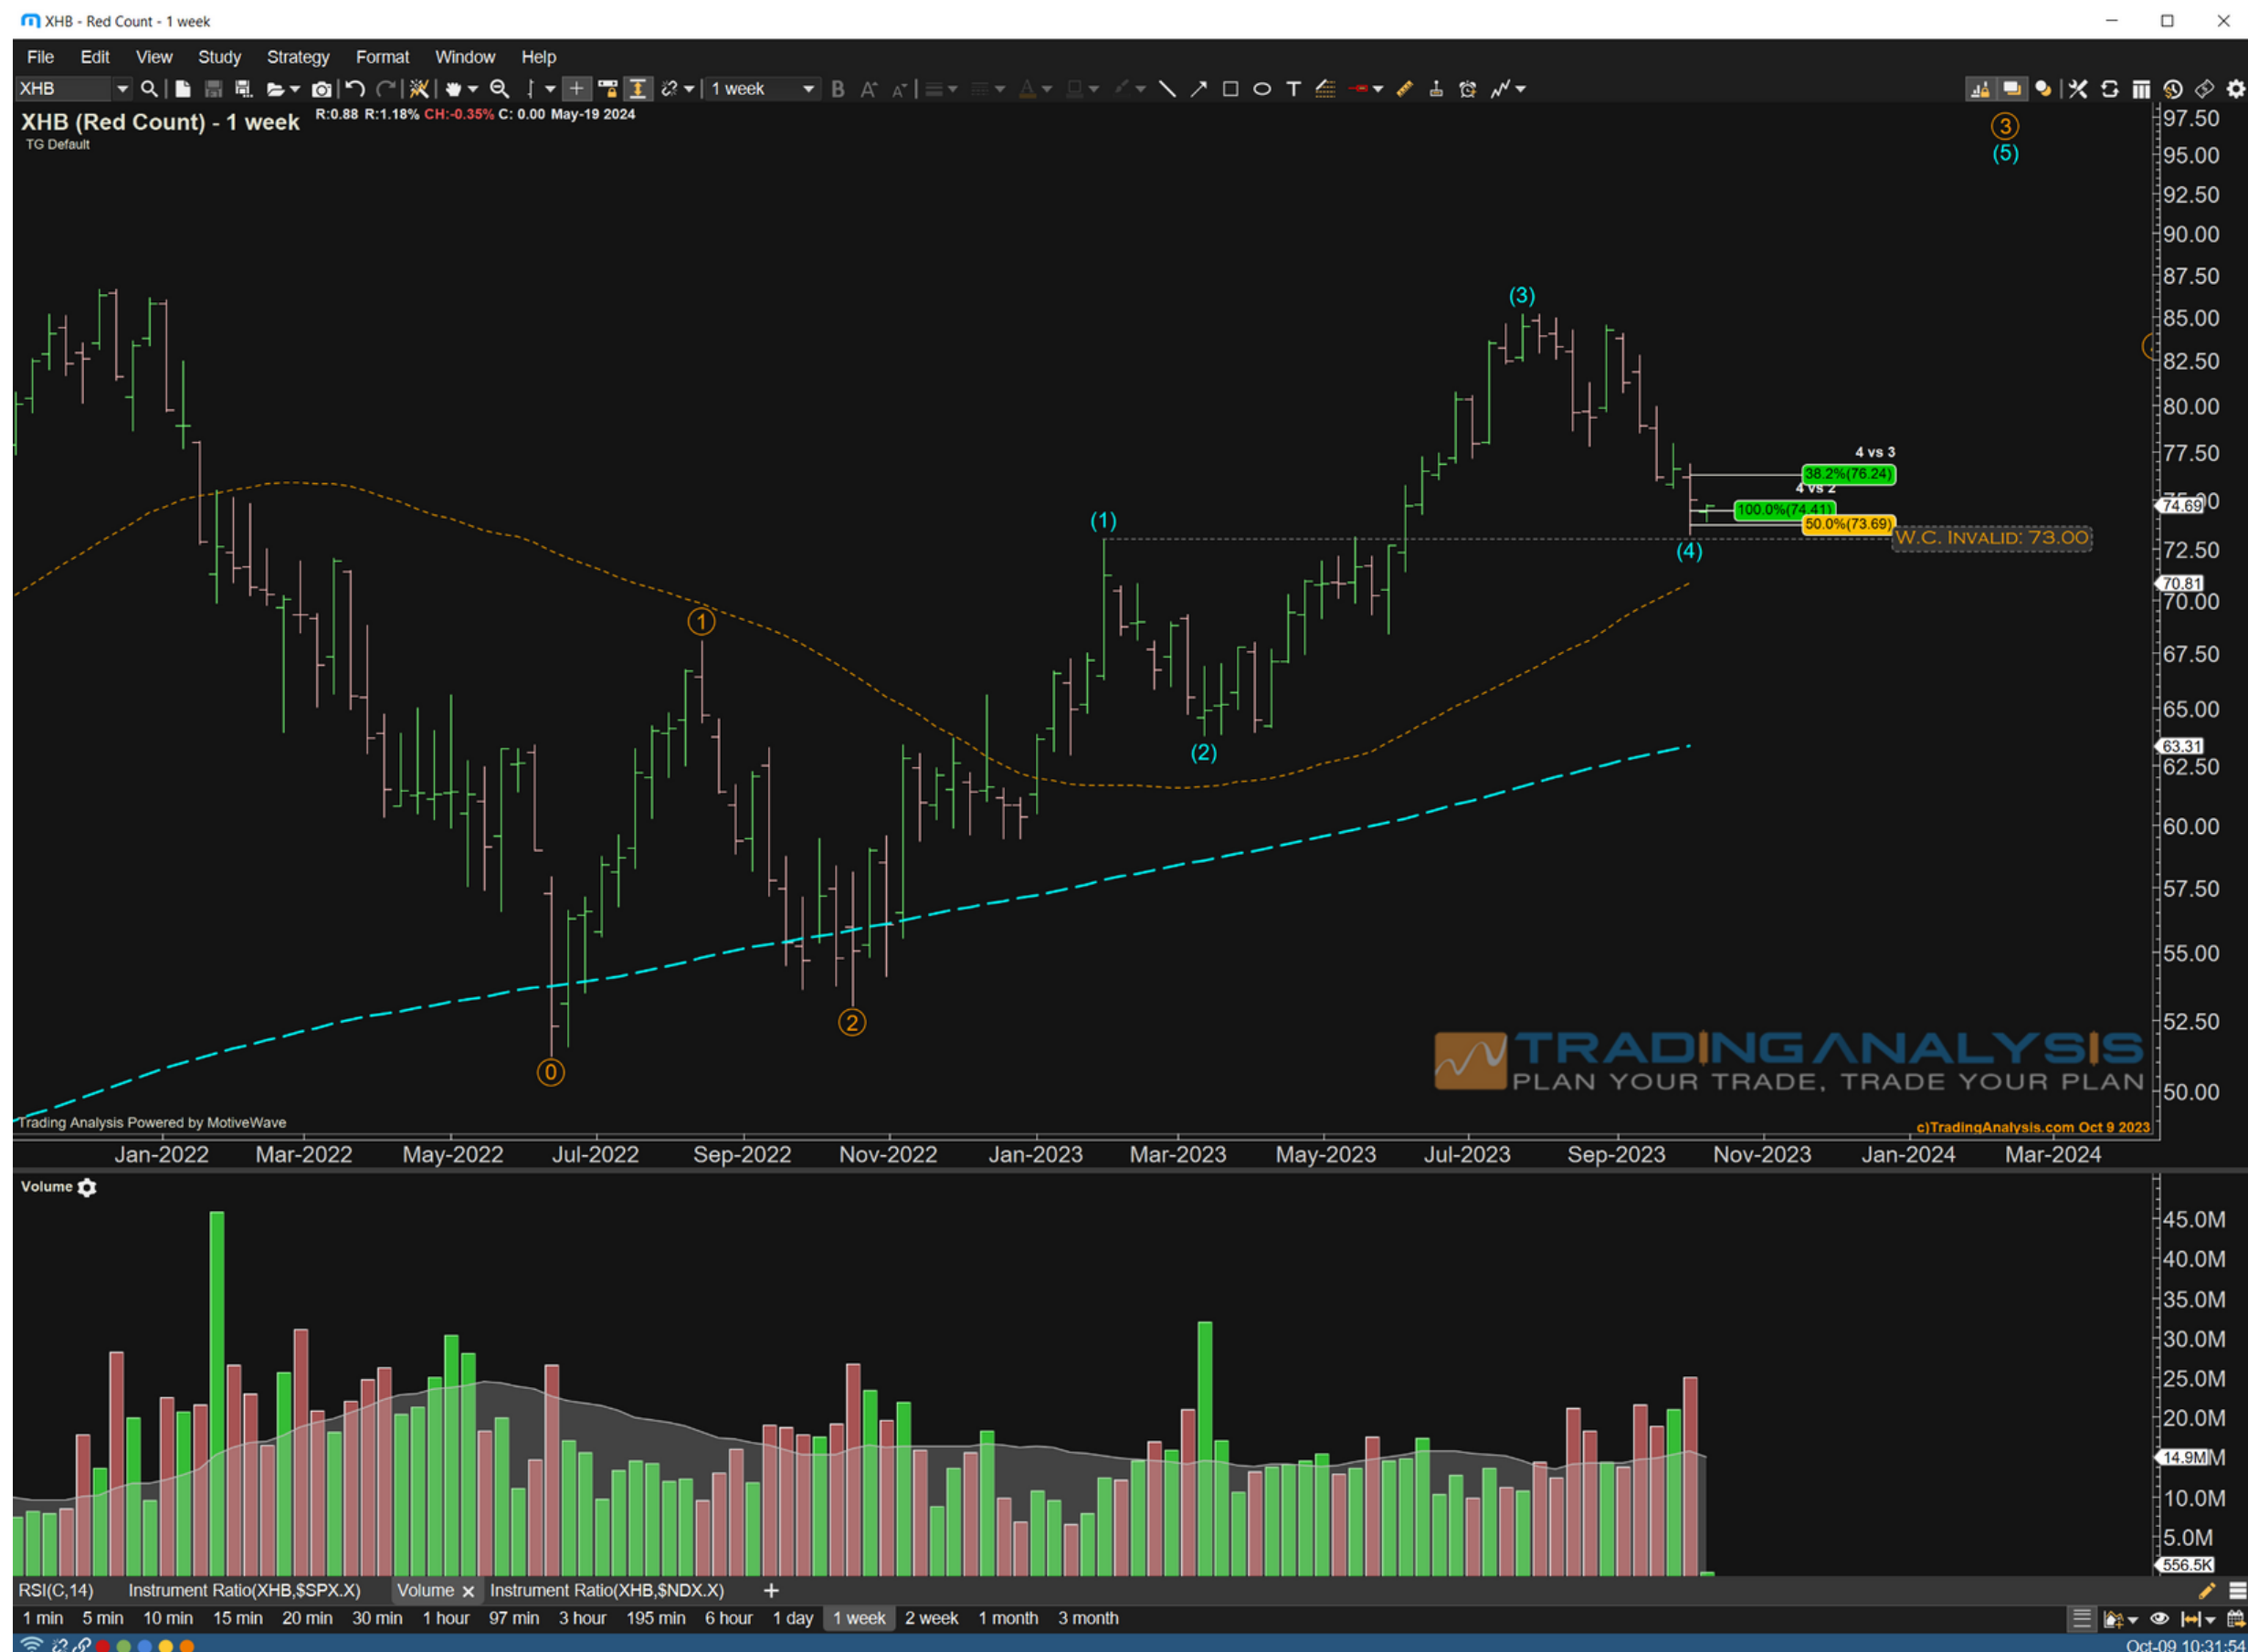 XHB - Red Count - 1 week
File Edit View Study Strategy Format Window Help
XHB 1 week B A A A T
XHB (Red Count) - 1 week R:0.88 R:1.18% CH:-0.35% C: 0.00 May-19 2024
TG Default
97.50
3
(5)
95.00
92.50
90.00
87.50
(3)
85.00
82.50
80.00
77.50
4 vs 3
38.2%(76.24)
4 vs 2
100.0%(74.41)
74.69
50.0%(73.69)
(1)
W.C. INVALID: 73.00
(4)
72.50
70.81
70.00
1
67.50
65.00
(2)
63.31
62.50
60.00
57.50
55.00
2
52.50
0
TRADINGANALYSIS
PLAN YOUR TRADE, TRADE YOUR PLAN
50.00
Trading Analysis Powered by MotiveWave
c)TradingAnalysis.com Oct 9 2023
Jan-2022 Mar-2022 May-2022 Jul-2022 Sep-2022 Nov-2022 Jan-2023 Mar-2023 May-2023 Jul-2023 Sep-2023 Nov-2023 Jan-2024 Mar-2024
Volume
45.0M
40.0M
35.0M
30.0M
25.0M
20.0M
14.9M
10.0M
5.0M
556.5K
RSI(C,14) Instrument Ratio(XHB,$SPX.X) Volume x Instrument Ratio(XHB,$NDX.X) +
1 min 5 min 10 min 15 min 20 min 30 min 1 hour 97 min 3 hour 195 min 6 hour 1 day 1 week 2 week 1 month 3 month
Oct-09 10:31:54